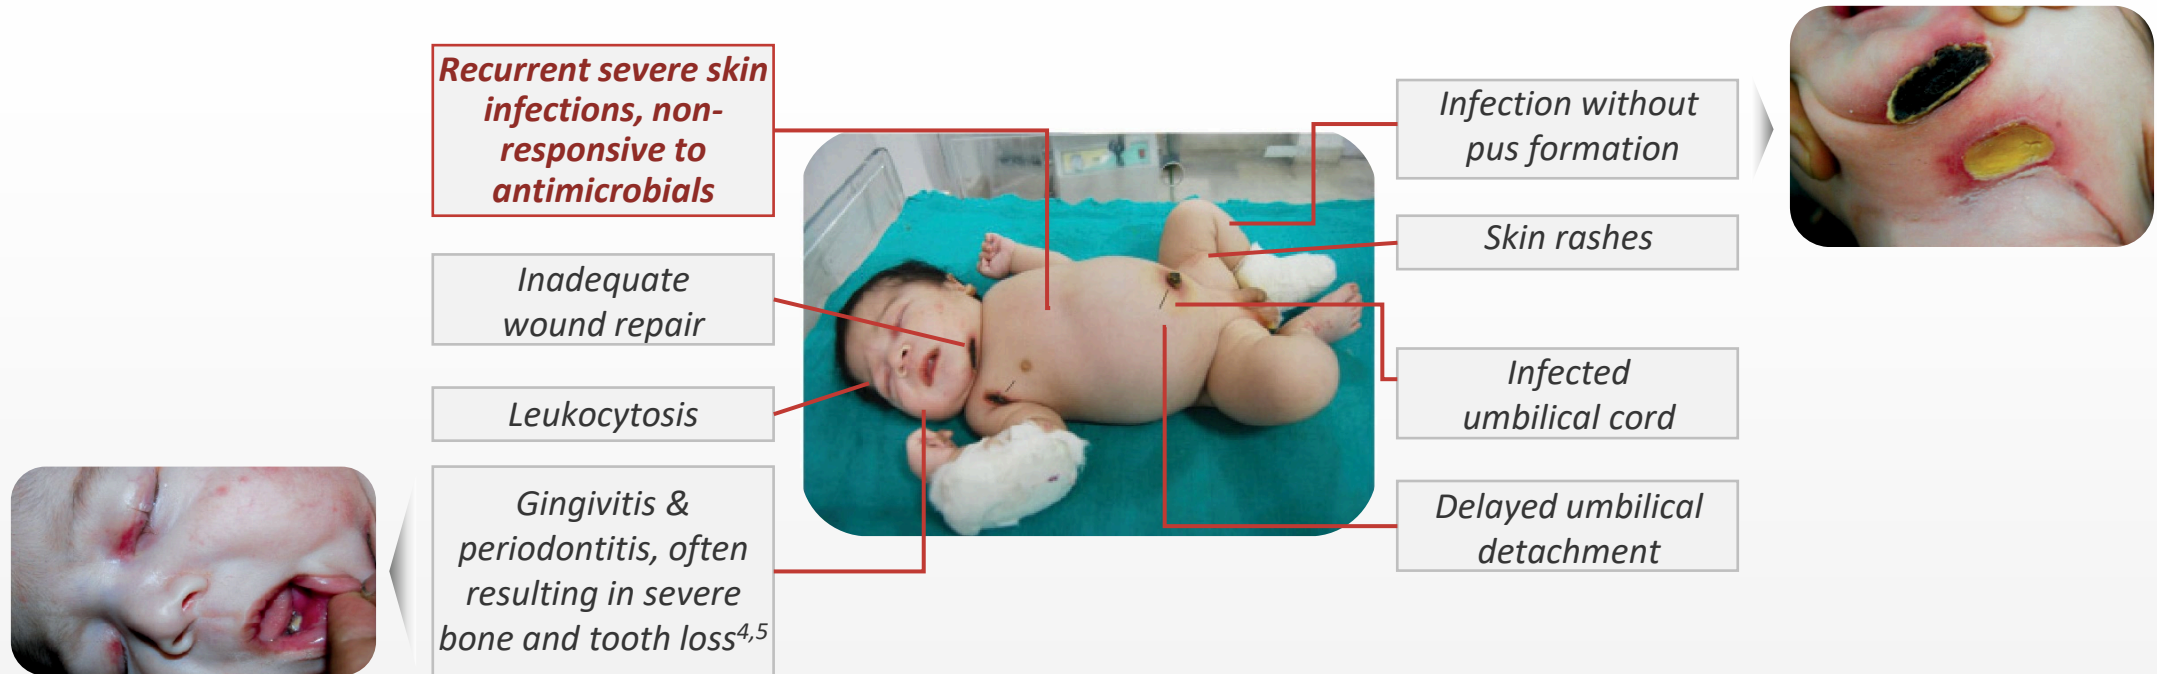 Recurrent severe skin
infections, non-
responsive to
antimicrobials
Inadequate
wound repair
Leukocytosis
Gingivitis &
periodontitis, often
resulting in severe
bone and tooth loss4,5
Infection without
pus formation
Skin rashes
Infected
umbilical cord
Delayed umbilical
detachment